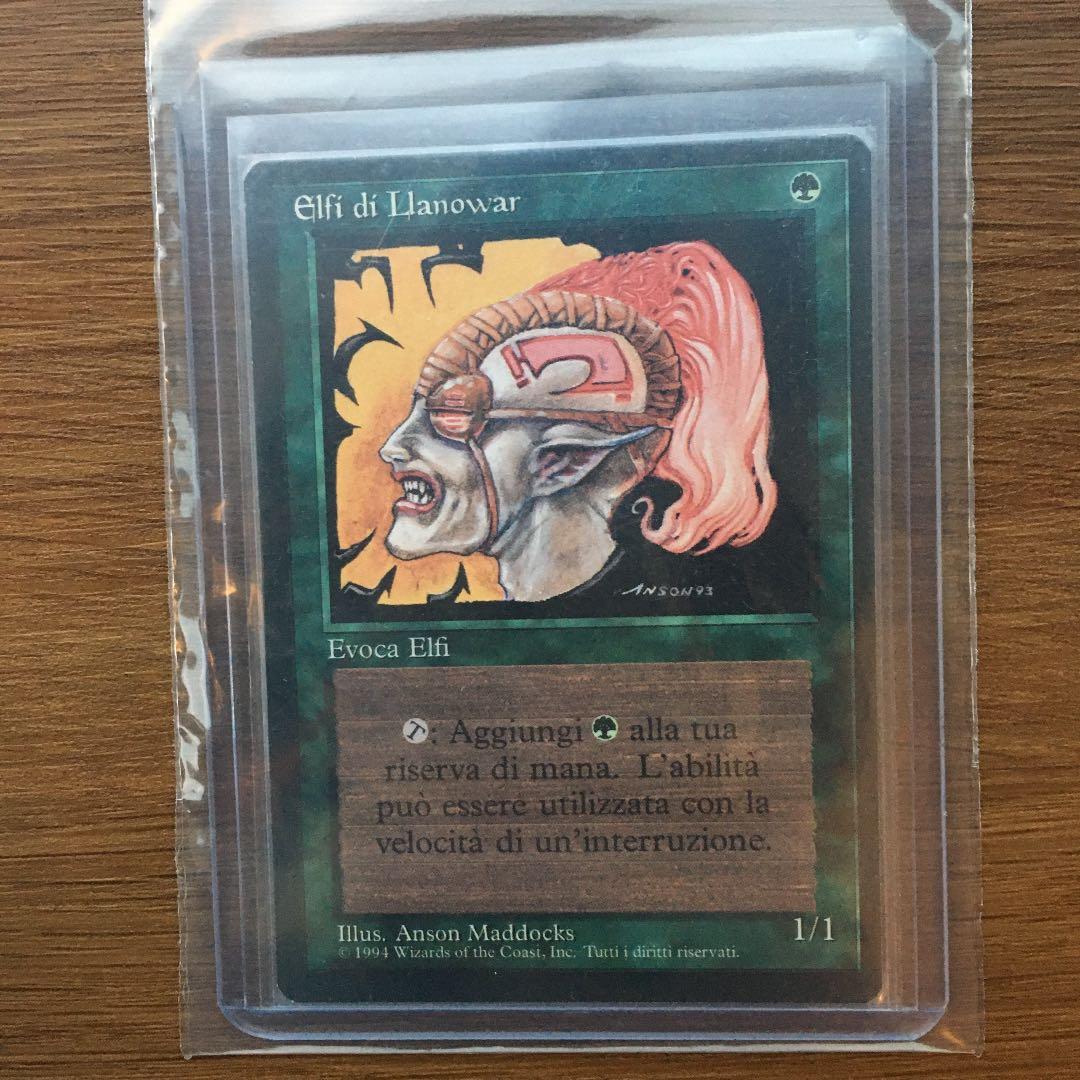 Elfi di Llanowar
ANSON93
Evoca Elfi
T: Aggiungi alla tua
riserva di mana. L'abilità
può essere utilizzata con la
velocità di un'interruzione.
Illus. Anson Maddocks
1/1
© 1994 Wizards of the Coast, Inc. Tutti i diritti riservati.